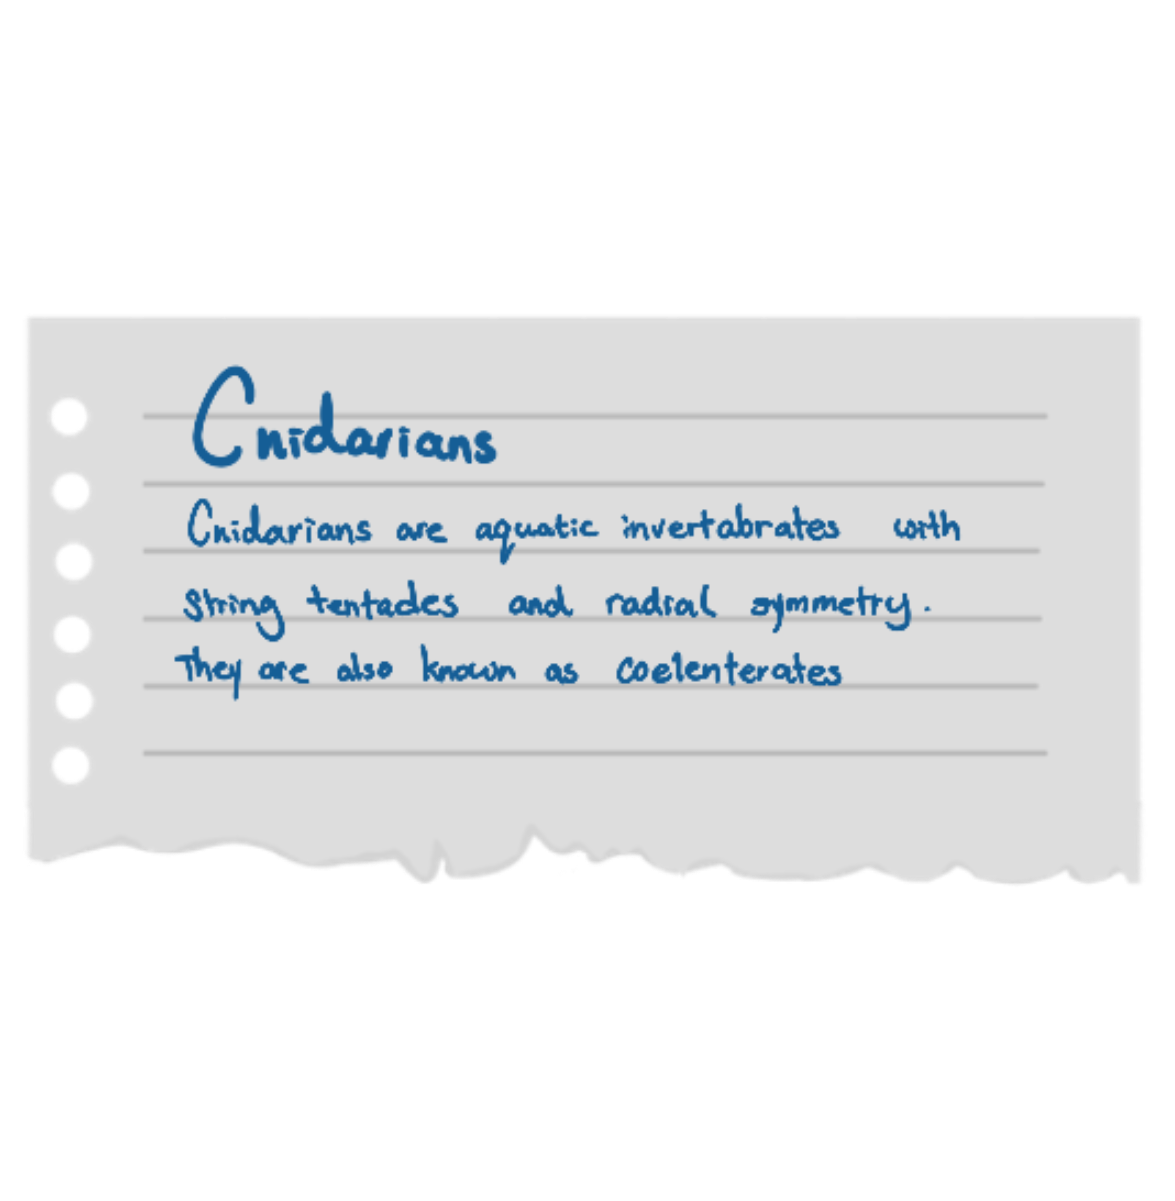 Cnidarians
Cnidarians are aquatic invertabrates with
string tentacles and radial symmetry.
They are also known as coelenterates